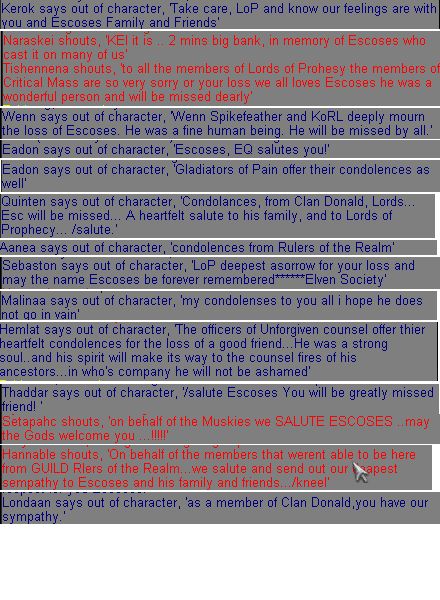 Kerok says out of character, 'Take care, LoP and know our feelings are with
you and Escoses Family and Friends'
Naraskei shouts, 'KEI it is .. 2 mins big bank, in memory of Escoses who
cast it on many of us'
Tishennena shouts, 'to all the members of Lords of Prohesy the members of
Critical Mass are so very sorry or your loss we all loves Escoses he was a
wonderful person and will be missed dearly'
Wenn says out of character, 'Wenn Spikefeather and KoRL deeply mourn
the loss of Escoses. He was a fine human being. He will be missed by all.'
Eadon says out of character, 'Escoses, EQ salutes you!'
Eadon says out of character, 'Gladiators of Pain offer their condolences as
well'
Quinten says out of character, 'Condolances, from Clan Donald, Lords...
Esc will be missed... A heartfelt salute to his family, and to Lords of
Prophecy... /salute.'
Aanea says out of character, 'condolences from Rulers of the Realm'
Sebaston says out of character, 'LoP deepest asorrow for your loss and
may the name Escoses be forever remembered******Elven Society'
Malinaa says out of character, 'my condolenses to you all i hope he does
not go in vain'
Hemlat says out of character, 'The officers of Unforgiven counsel offer thier
heartfelt condolences for the loss of a good friend...He was a strong
soul..and his spirit will make its way to the counsel fires of his
ancestors...in who's company he will not be ashamed'
Thaddar says out of character, '/salute Escoses You will be greatly missed
friend! '
Setapahc shouts, 'on behalf of the Muskies we SALUTE ESCOSES ..may
the Gods welcome you ...!!!!!'
Hannable shouts, 'On behalf of the members that werent able to be here
from GUILD Rlers of the Realm...we salute and send out our
sempathy to Escoses and his family and friends.../kneel'
Londaan says out of character, 'as a member of Clan Donald,you have our
sympathy.'